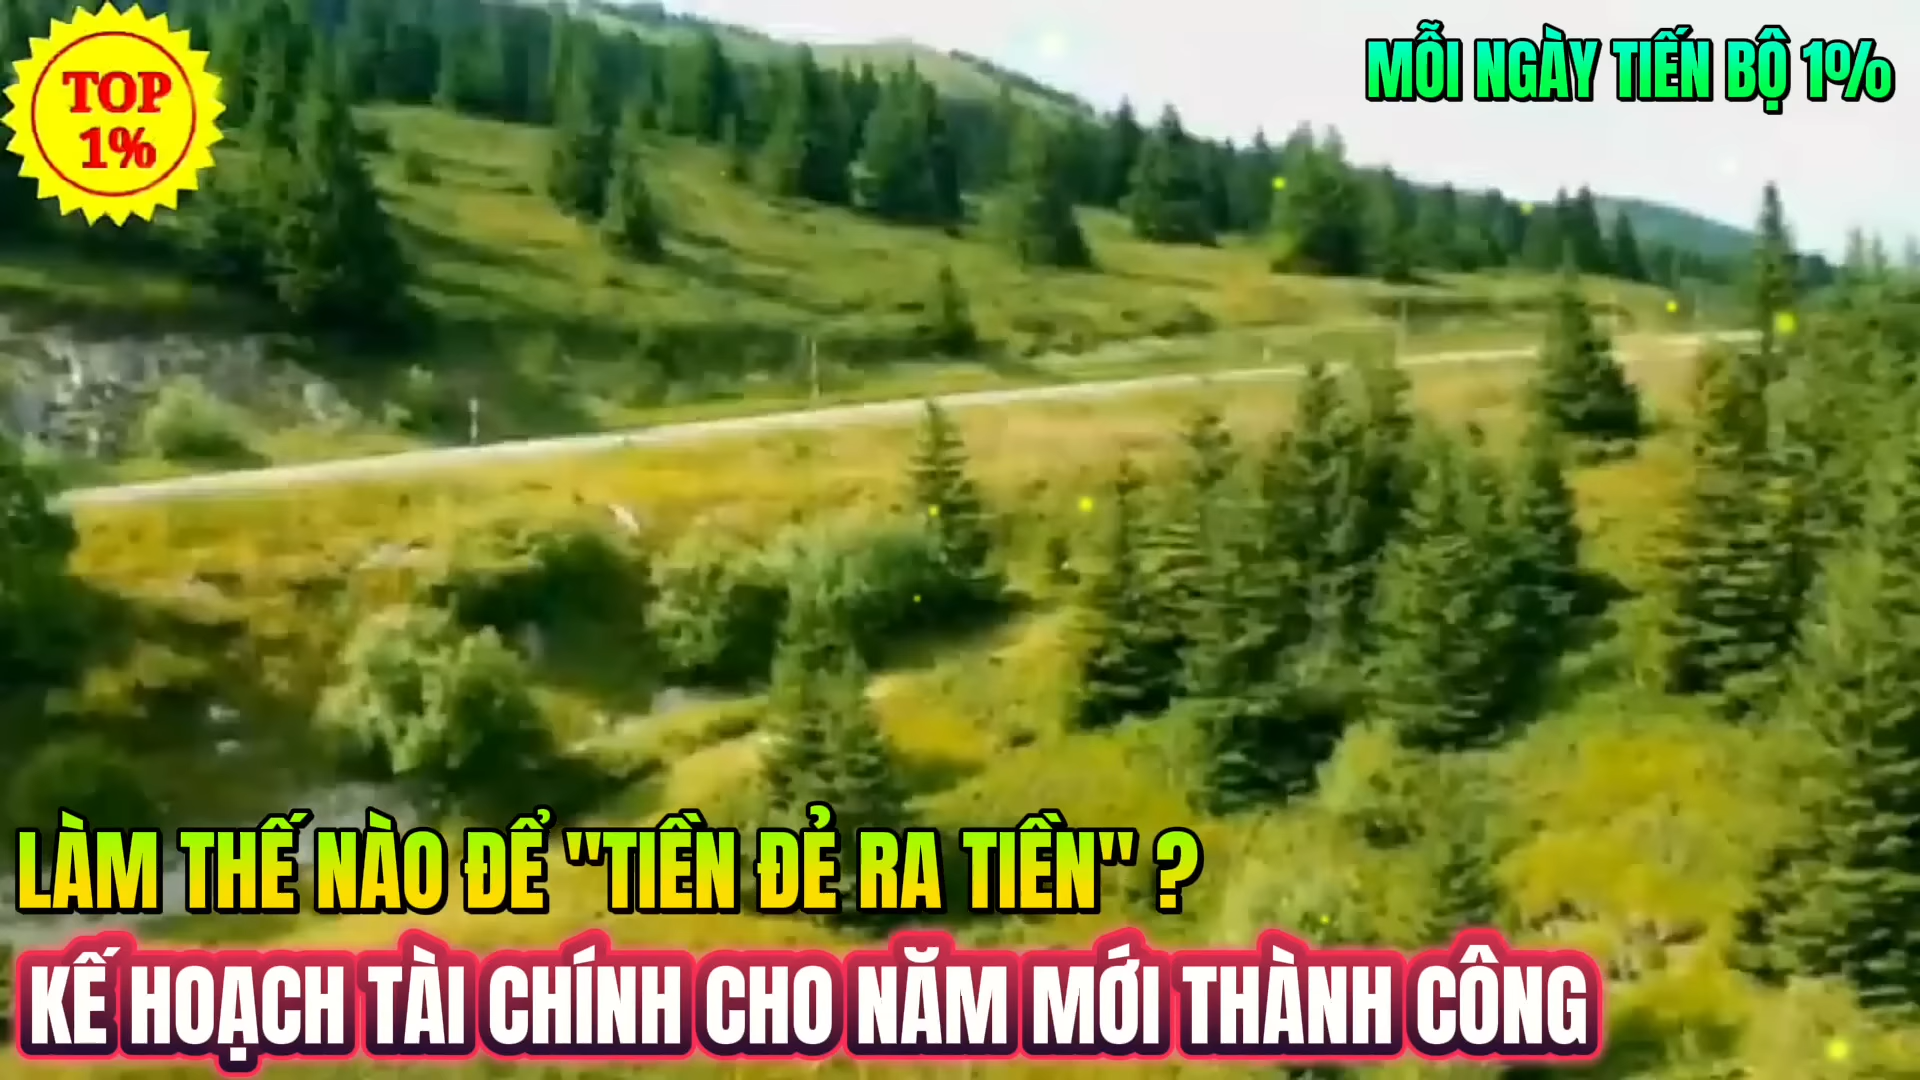 TOP
1%
MỖI NGÀY TIẾN BỘ 1%
LÀM THẾ NÀO ĐỂ "TIỀN ĐẺ RA TIỀN" ?
KẾ HOẠCH TÀI CHÍNH CHO NĂM MỚI THÀNH CÔNG